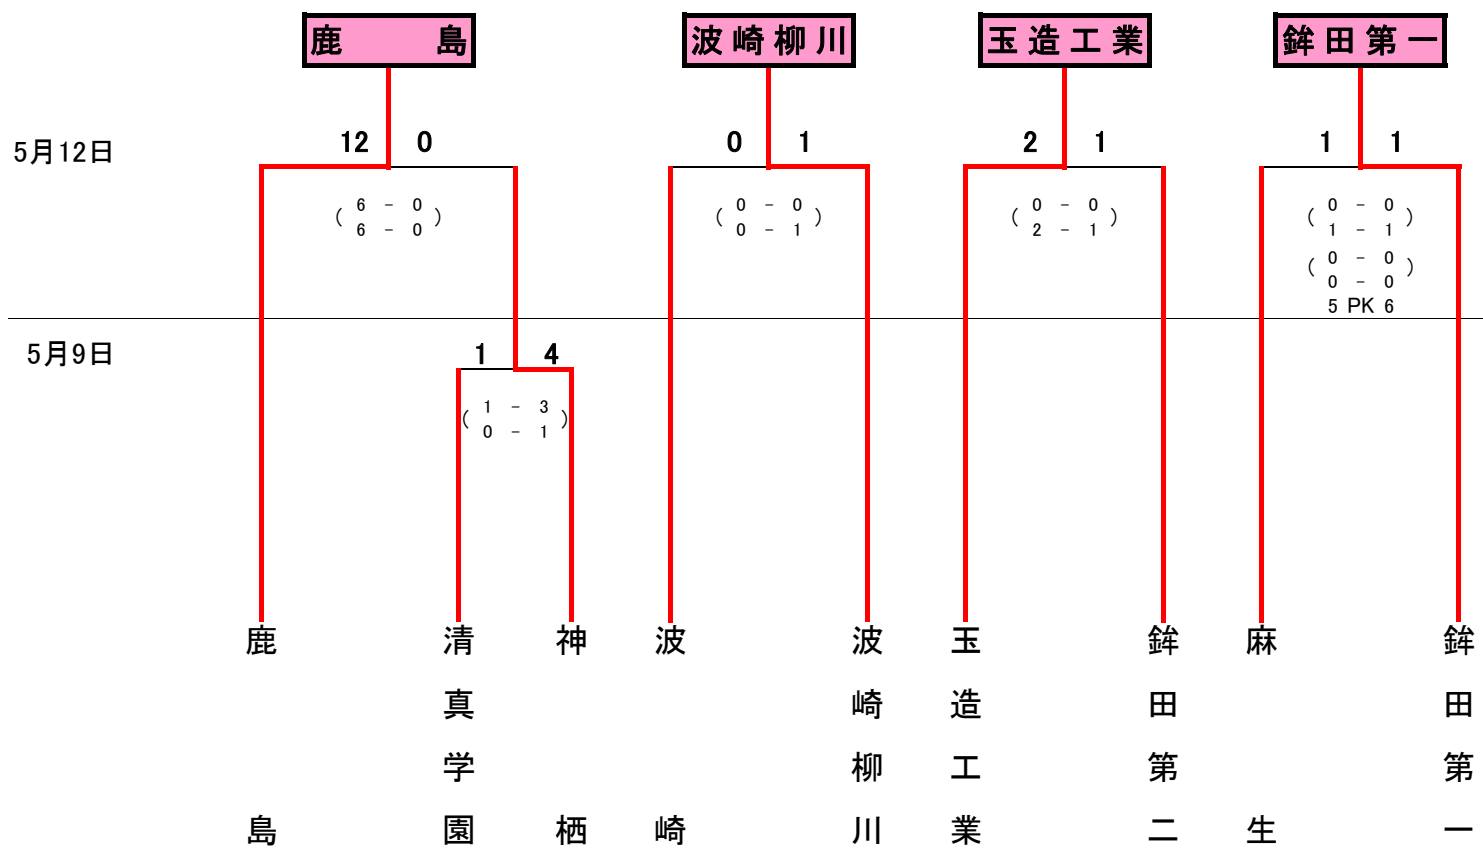 鹿 島 波崎柳川 玉造工業 鉾田第一
5月12日 12 0 0 1 2 1 1 1
( 6 - 0 6 - 0 ) ( 0 - 0 0 - 1 ) ( 0 - 0 2 - 1 ) ( 0 - 0 1 - 1 )
( 0 - 0 0 - 0 )
5 PK 6
5月9日 1 4
( 1 - 3 0 - 1 )
鹿島
清真学園
神栖
波崎
波崎柳川
玉造工業
鉾田第二
麻生
鉾田第一